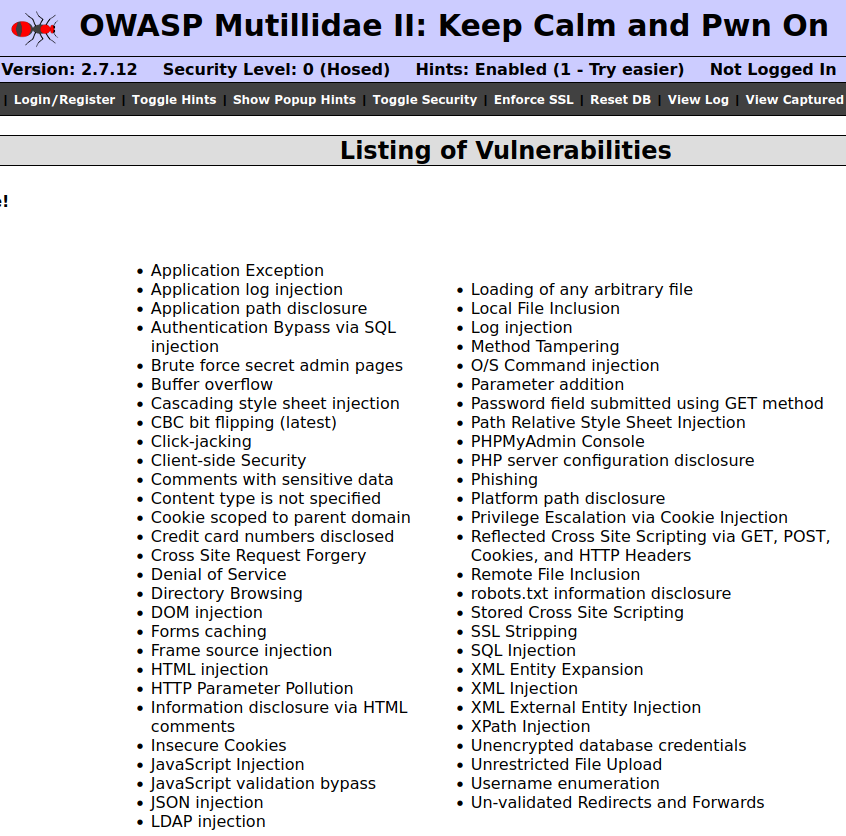 OWASP Mutillidae II: Keep Calm and Pwn On
Version: 2.7.12 Security Level: 0 (Hosed) Hints: Enabled (1 - Try easier) Not Logged In
| Login/Register | Toggle Hints | Show Popup Hints | Toggle Security | Enforce SSL | Reset DB | View Log | View Captured
Listing of Vulnerabilities
e!
• Application Exception
• Application log injection
• Application path disclosure
• Authentication Bypass via SQL
injection
• Brute force secret admin pages
• Buffer overflow
• Cascading style sheet injection
• CBC bit flipping (latest)
• Click-jacking
• Client-side Security
• Comments with sensitive data
• Content type is not specified
• Cookie scoped to parent domain
• Credit card numbers disclosed
• Cross Site Request Forgery
• Denial of Service
• Directory Browsing
• DOM injection
• Forms caching
• Frame source injection
• HTML injection
• HTTP Parameter Pollution
• Information disclosure via HTML
comments
• Insecure Cookies
• JavaScript Injection
• JavaScript validation bypass
• JSON injection
• LDAP injection
• Loading of any arbitrary file
• Local File Inclusion
• Log injection
• Method Tampering
• O/S Command injection
• Parameter addition
• Password field submitted using GET method
• Path Relative Style Sheet Injection
• PHPMyAdmin Console
• PHP server configuration disclosure
• Phishing
• Platform path disclosure
• Privilege Escalation via Cookie Injection
• Reflected Cross Site Scripting via GET, POST,
Cookies, and HTTP Headers
• Remote File Inclusion
• robots.txt information disclosure
• Stored Cross Site Scripting
• SSL Stripping
• SQL Injection
• XML Entity Expansion
• XML Injection
• XML External Entity Injection
• XPath Injection
• Unencrypted database credentials
• Unrestricted File Upload
• Username enumeration
• Un-validated Redirects and Forwards